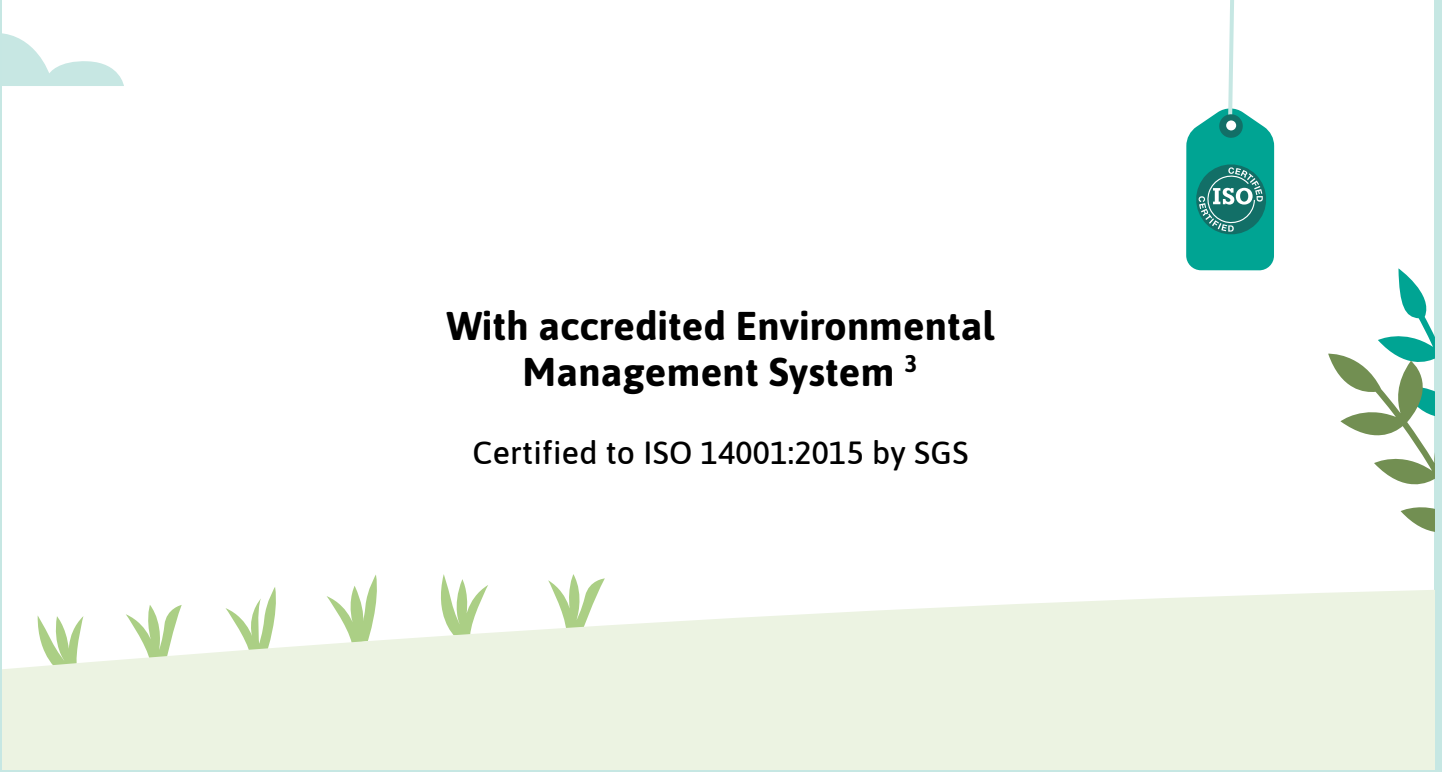 CERTIFIED
ISO
CERTIFIED
With accredited Environmental
Management System ³
Certified to ISO 14001:2015 by SGS